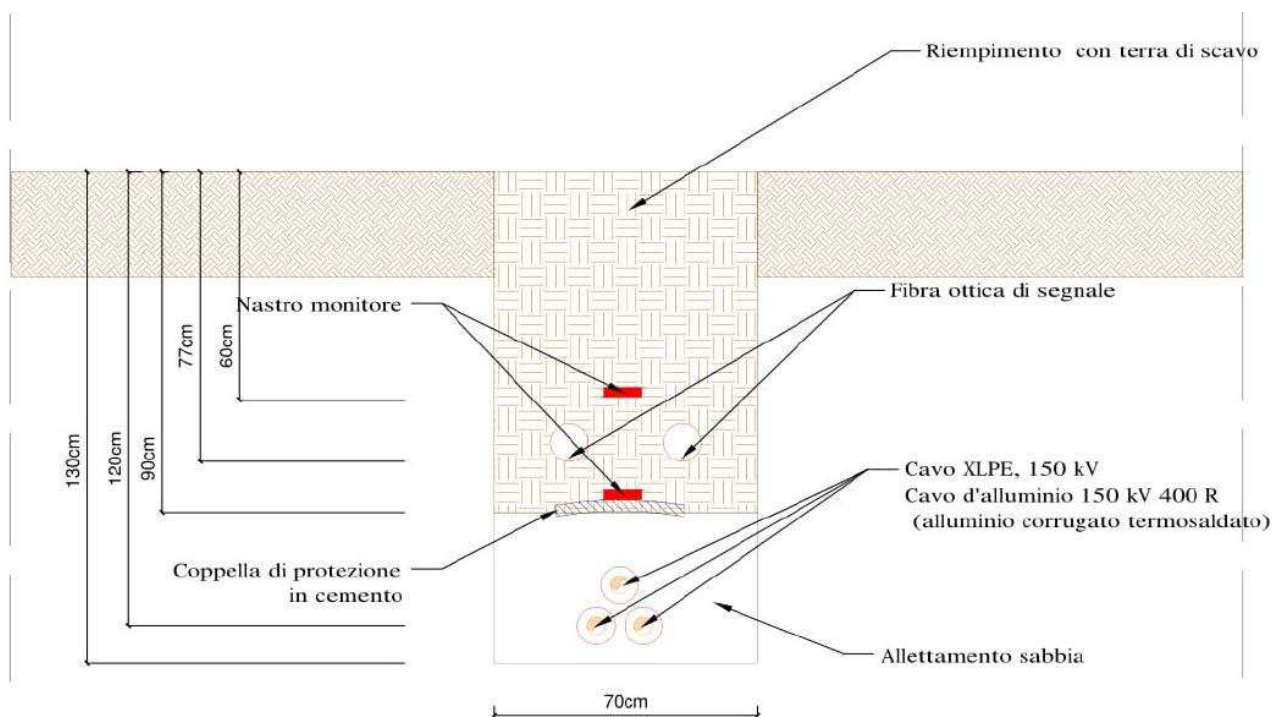 Riempimento con terra di scavo
Nastro monitore
Fibra ottica di segnale
60cm
77cm
90cm
120cm
130cm
Cavo XLPE, 150 kV
Cavo d'alluminio 150 kV 400 R
(alluminio corrugato termosaldato)
Coppella di protezione
in cemento
Allettamento sabbia
70cm